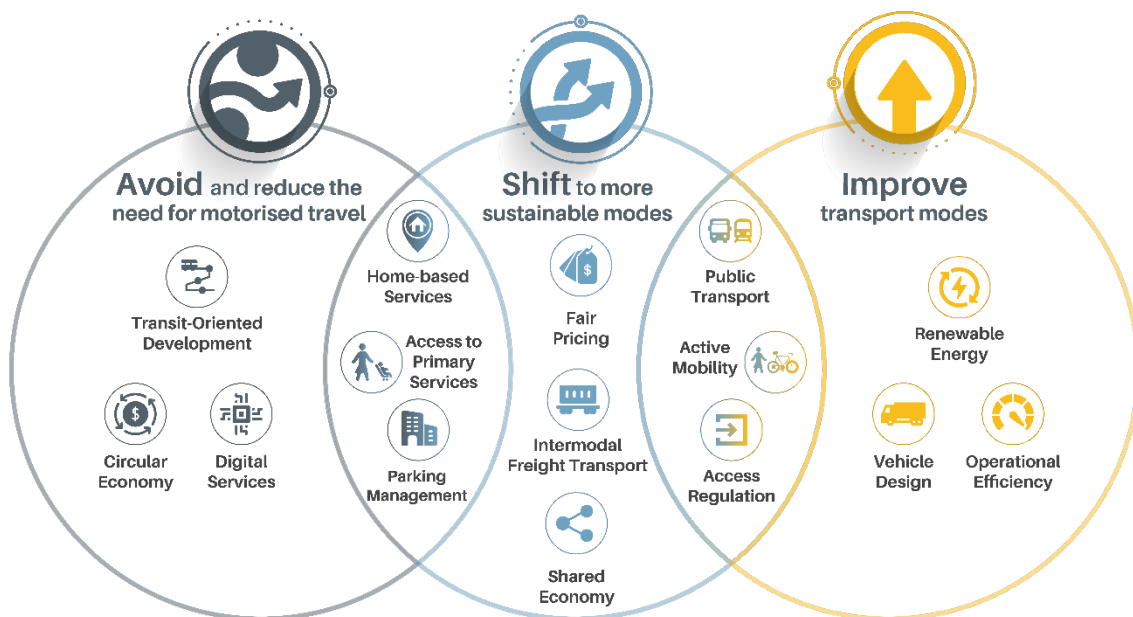 Avoid and reduce the
need for motorised travel
Transit-Oriented
Development
Circular
Economy
Digital
Services
Home-based
Services
Access to
Primary
Services
Parking
Management
Shift to more
sustainable modes
Fair
Pricing
Intermodal
Freight Transport
Shared
Economy
Public
Transport
Active
Mobility
Access
Regulation
Improve
transport modes
Renewable
Energy
Vehicle
Design
Operational
Efficiency